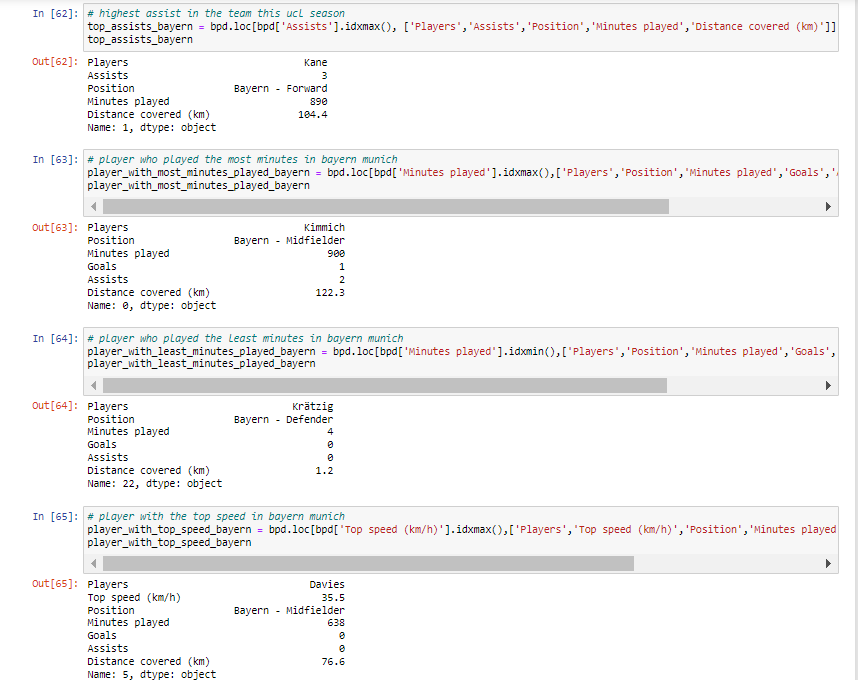 In [62]: # highest assist in the team this ucl season
top_assists_bayern = bpd.loc[bpd['Assists'].idxmax(), ['Players','Assists','Position','Minutes played','Distance covered (km)']]
top_assists_bayern
Out[62]: Players Kane
Assists 3
Position Bayern - Forward
Minutes played 890
Distance covered (km) 104.4
Name: 1, dtype: object
In [63]: # player who played the most minutes in bayern munich
player_with_most_minutes_played_bayern = bpd.loc[bpd['Minutes played'].idxmax(),['Players','Position','Minutes played','Goals','
player_with_most_minutes_played_bayern
Out[63]: Players Kimmich
Position Bayern - Midfielder
Minutes played 900
Goals 1
Assists 2
Distance covered (km) 122.3
Name: 0, dtype: object
In [64]: # player who played the Least minutes in bayern munich
player_with_least_minutes_played_bayern = bpd.loc[bpd['Minutes played'].idxmin(),['Players','Position','Minutes played','Goals',
player_with_least_minutes_played_bayern
Out[64]: Players Krätzig
Position Bayern - Defender
Minutes played 4
Goals 0
Assists 0
Distance covered (km) 1.2
Name: 22, dtype: object
In [65]: # player with the top speed in bayern munich
player_with_top_speed_bayern = bpd.loc[bpd['Top speed (km/h)'].idxmax(),['Players','Top speed (km/h)','Position','Minutes played
player_with_top_speed_bayern
Out[65]: Players Davies
Top speed (km/h) 35.5
Position Bayern - Midfielder
Minutes played 638
Goals 0
Assists 0
Distance covered (km) 76.6
Name: 5, dtype: object